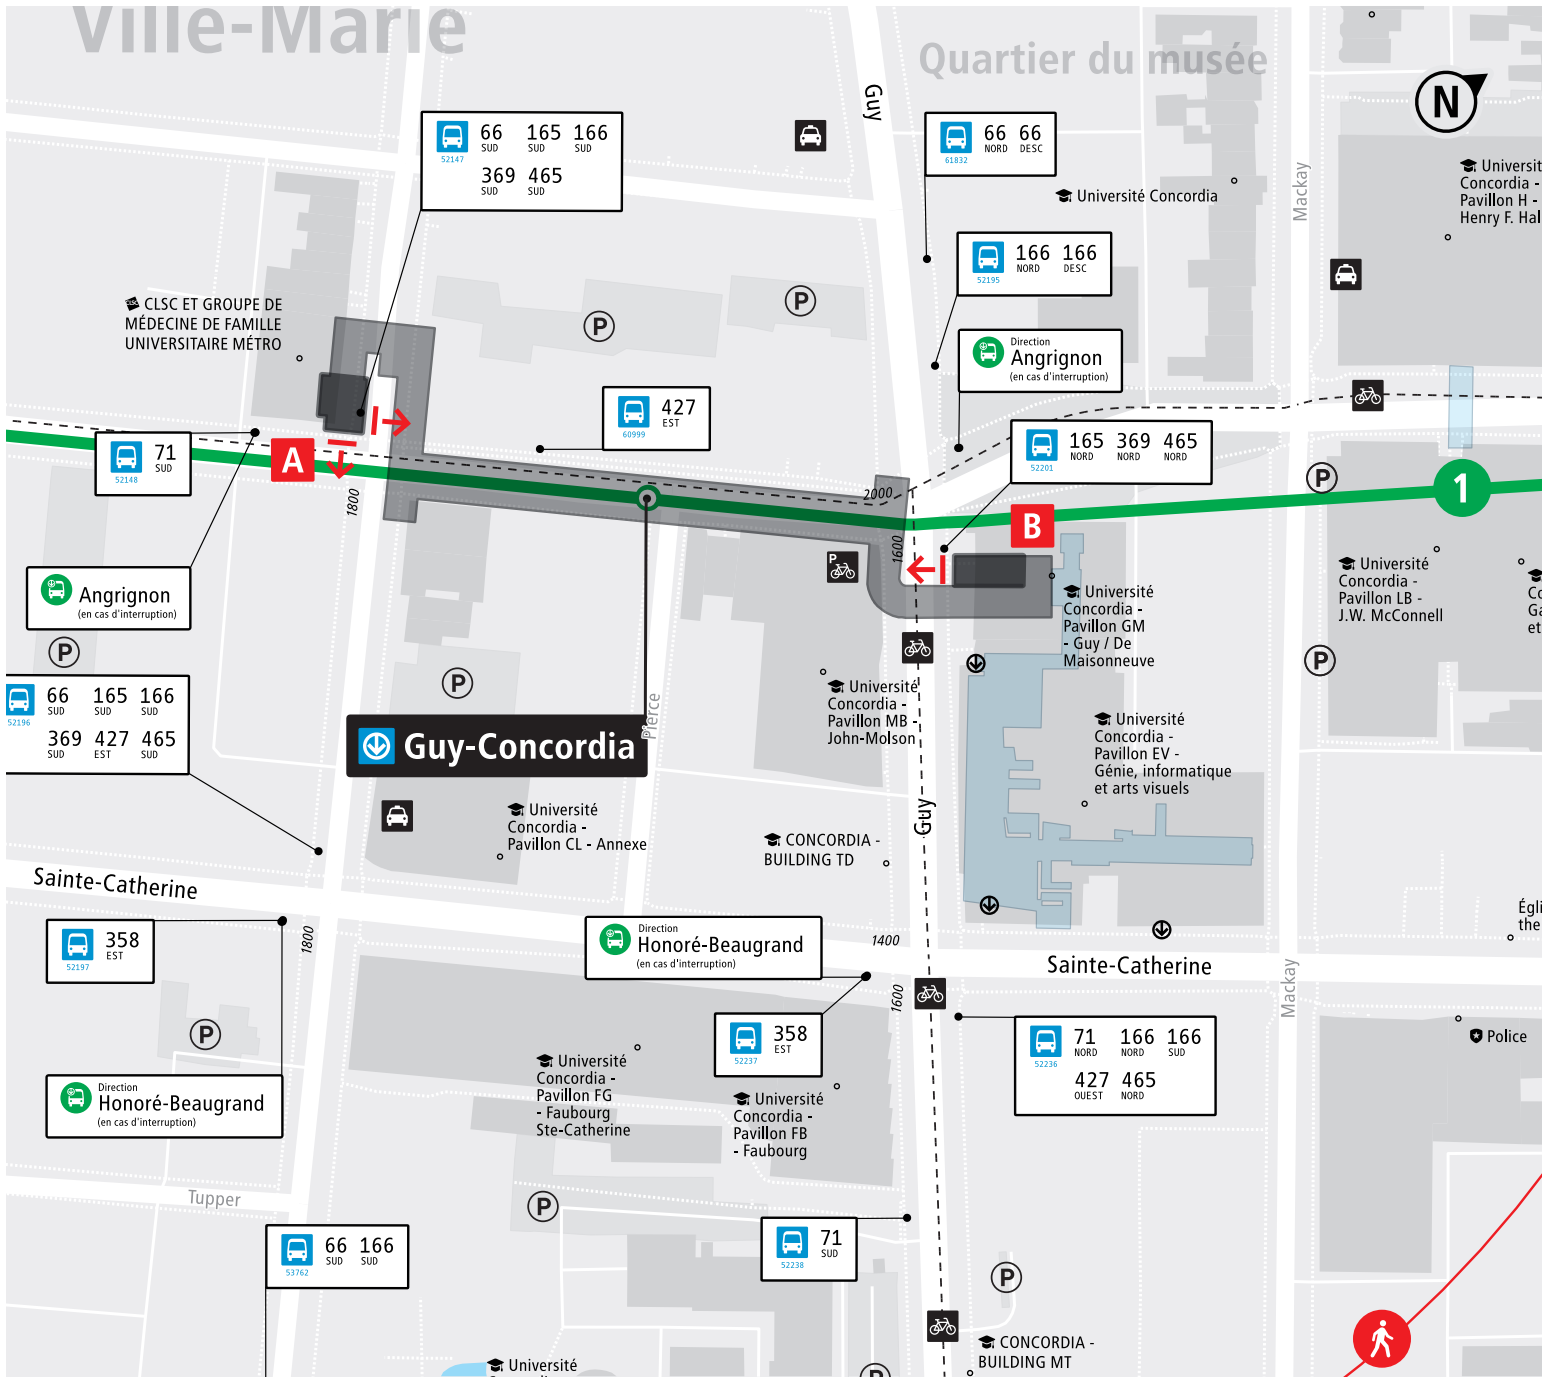 Ville-Marie
Quartier du musée
N
Guy
66 165 166
SUD SUD SUD
52147
369 465
SUD SUD
66 66
NORD DESC
61832
Université Concordia
Mackay
Concordia -
Pavillon H -
166 166
NORD DESC
52195
CLSC ET GROUPE DE
MÉDECINE DE FAMILLE
UNIVERSITAIRE MÉTRO
P
P
Direction
Angrignon
(en cas d'interruption)
427
EST
60999
71
SUD
52148
A
165 369 465
NORD NORD NORD
52201
P
1
1800
2000
B
1600
P
Angrignon
(en cas d'interruption)
Université
Concordia -
Pavillon GM
- Guy / De
Maisonneuve
Université
Concordia -
Pavillon LB -
J.W. McConnell
P
P
P
66 165 166
SUD SUD SUD
52196
369 427 465
SUD EST SUD
Pierce
Guy-Concordia
Université
Concordia -
Pavillon MB -
John-Molson
Université
Concordia -
Pavillon EV -
Génie, informatique
et arts visuels
Guy
Université
Concordia -
Pavillon CL - Annexe
CONCORDIA -
BUILDING TD
Sainte-Catherine
358
EST
52197
1800
Direction
Honoré-Beaugrand
(en cas d'interruption)
1400
Sainte-Catherine
Mackay
1600
P
358
EST
52237
71 166 166
NORD NORD SUD
52236
427 465
OUEST NORD
Police
Université
Concordia -
Pavillon FG
- Faubourg
Ste-Catherine
Université
Concordia -
Pavillon FB
- Faubourg
Direction
Honoré-Beaugrand
(en cas d'interruption)
Tupper
P
66 166
SUD SUD
53762
71
SUD
52238
P
CONCORDIA -
BUILDING MT
Université
P